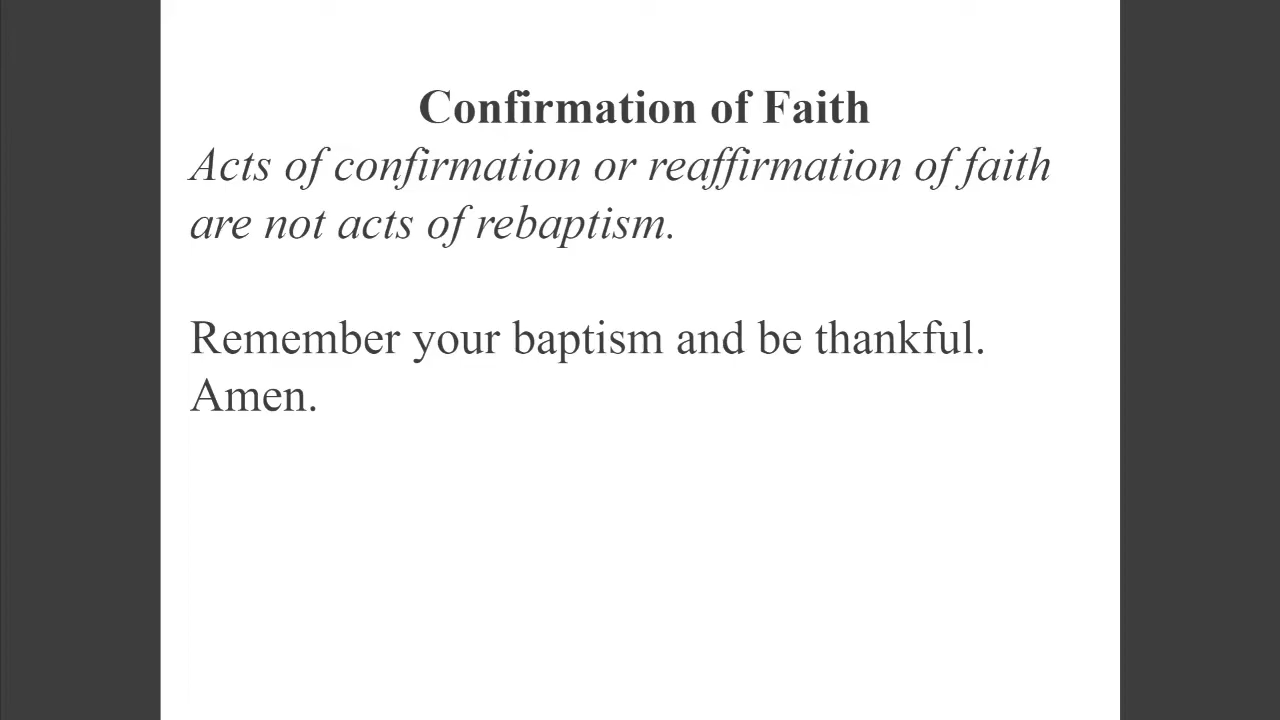 Confirmation of Faith
Acts of confirmation or reaffirmation of faith
are not acts of rebaptism.
Remember your baptism and be thankful.
Amen.